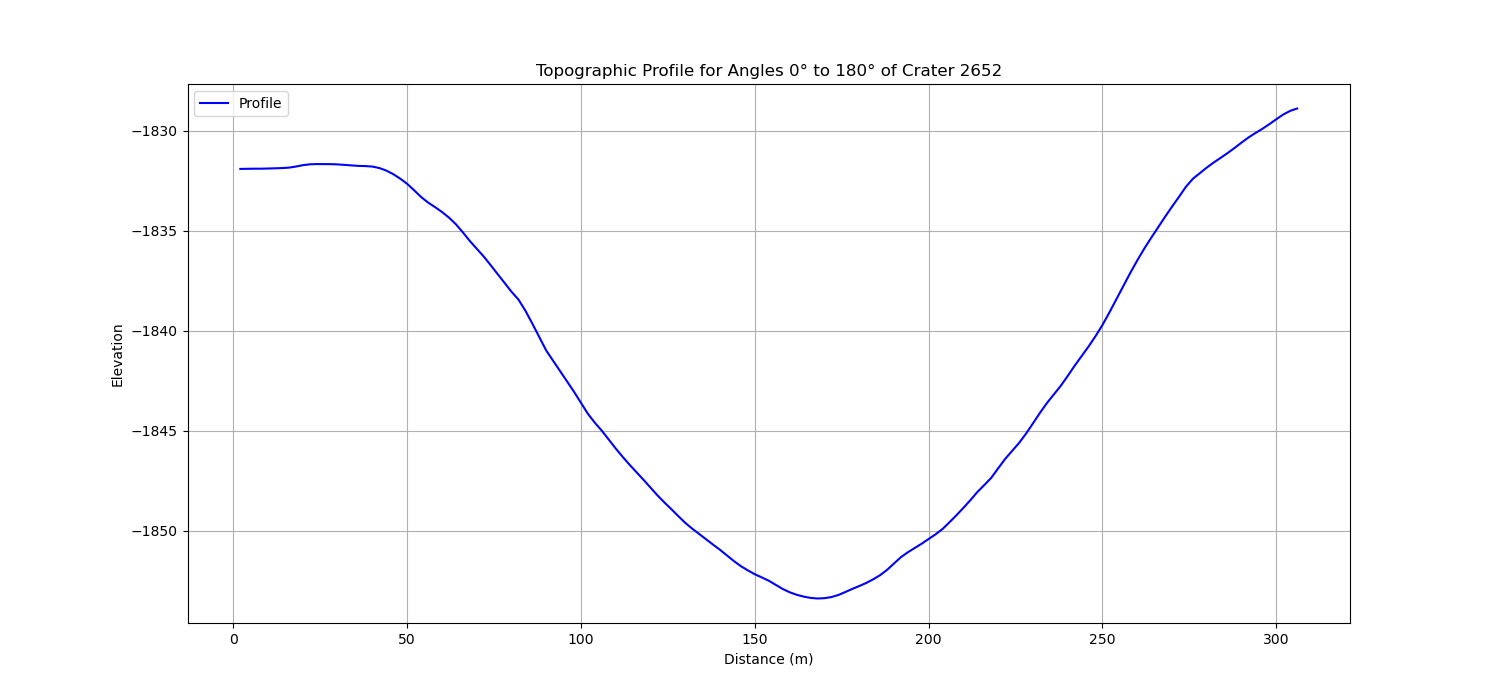 Topographic Profile for Angles 0° to 180° of Crater 2652
Profile
−1830
−1835
−1840
−1845
−1850
Elevation
0 50 100 150 200 250 300
Distance (m)